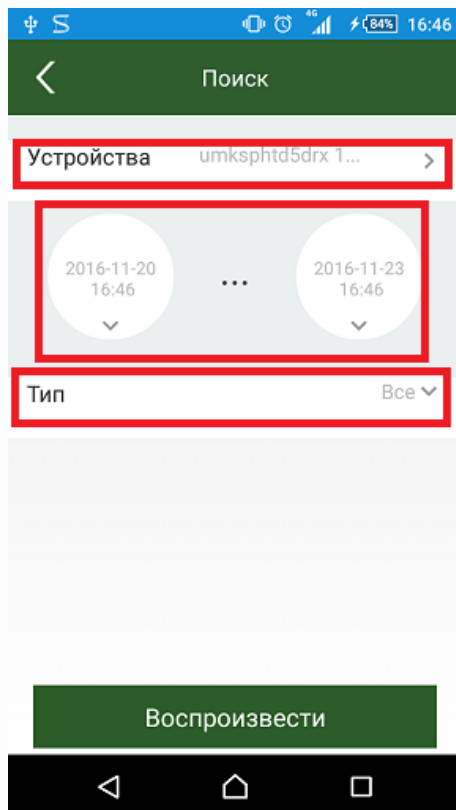 4G 84% 16:46
Поиск
Устройства umksphtd5drx 1...
2016-11-20 ... 2016-11-23
16:46 16:46
Тип Все
Воспроизвести